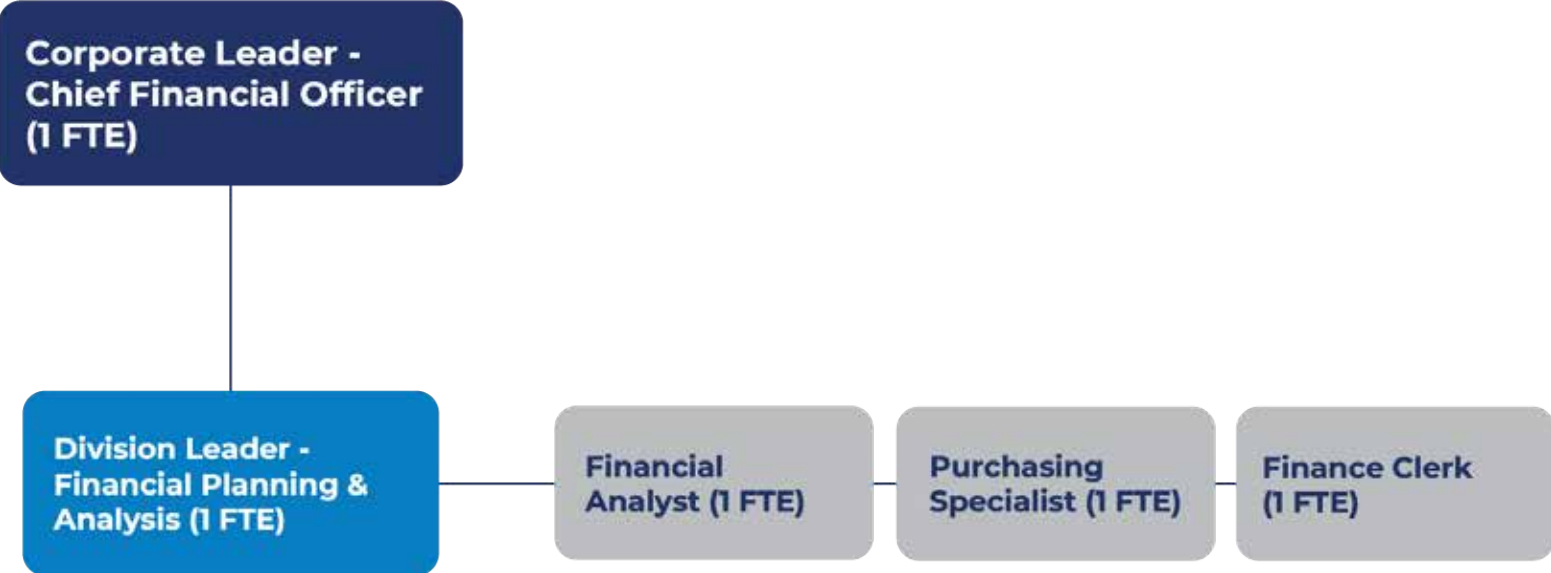 Corporate Leader -
Chief Financial Officer
(1 FTE)
Division Leader -
Financial Planning &
Analysis (1 FTE)
Financial
Analyst (1 FTE)
Purchasing
Specialist (1 FTE)
Finance Clerk
(1 FTE)